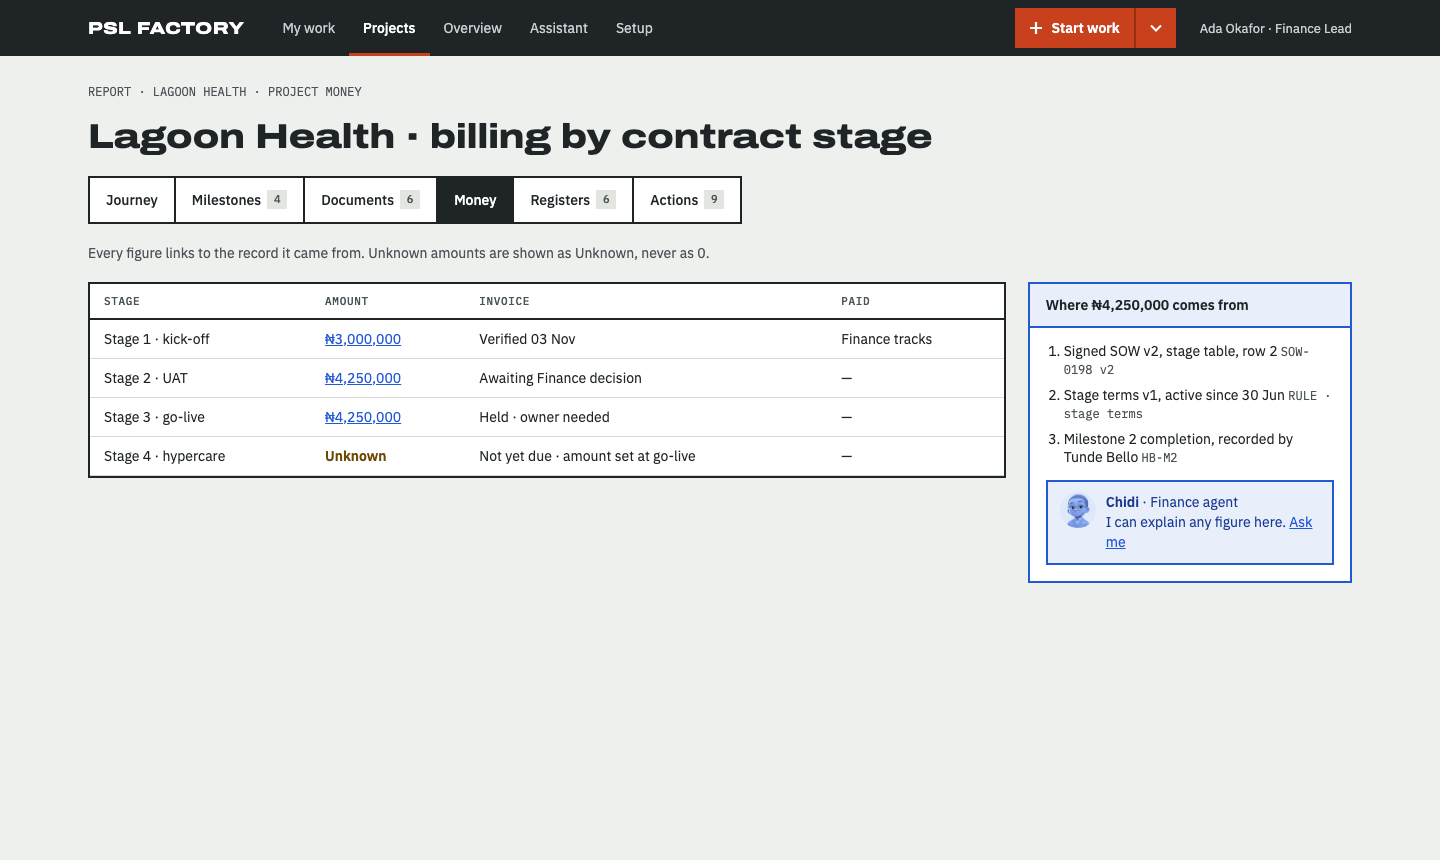 PSL FACTORY
My work
Projects
Overview
Assistant
Setup
+ Start work
Ada Okafor · Finance Lead
REPORT · LAGOON HEALTH · PROJECT MONEY
Lagoon Health · billing by contract stage
Journey
Milestones 4
Documents 6
Money
Registers 6
Actions 9
Every figure links to the record it came from. Unknown amounts are shown as Unknown, never as 0.
STAGE AMOUNT INVOICE PAID
Stage 1 · kick-off ₦3,000,000 Verified 03 Nov Finance tracks
Stage 2 · UAT ₦4,250,000 Awaiting Finance decision —
Stage 3 · go-live ₦4,250,000 Held · owner needed —
Stage 4 · hypercare Unknown Not yet due · amount set at go-live —
Where ₦4,250,000 comes from
1. Signed SOW v2, stage table, row 2 SOW-
0198 v2
2. Stage terms v1, active since 30 Jun RULE ·
stage terms
3. Milestone 2 completion, recorded by
Tunde Bello HB-M2
Chidi · Finance agent
I can explain any figure here. Ask
me